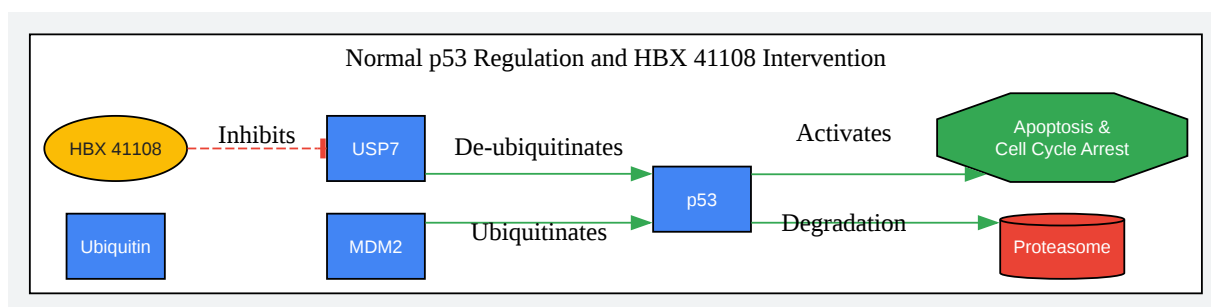 Normal p53 Regulation and HBX 41108 Intervention
HBX 41108
Inhibits
USP7
De-ubiquitinates
Activates
Apoptosis &
Cell Cycle Arrest
p53
Ubiquitin
MDM2
Ubiquitinates
Degradation
Proteasome